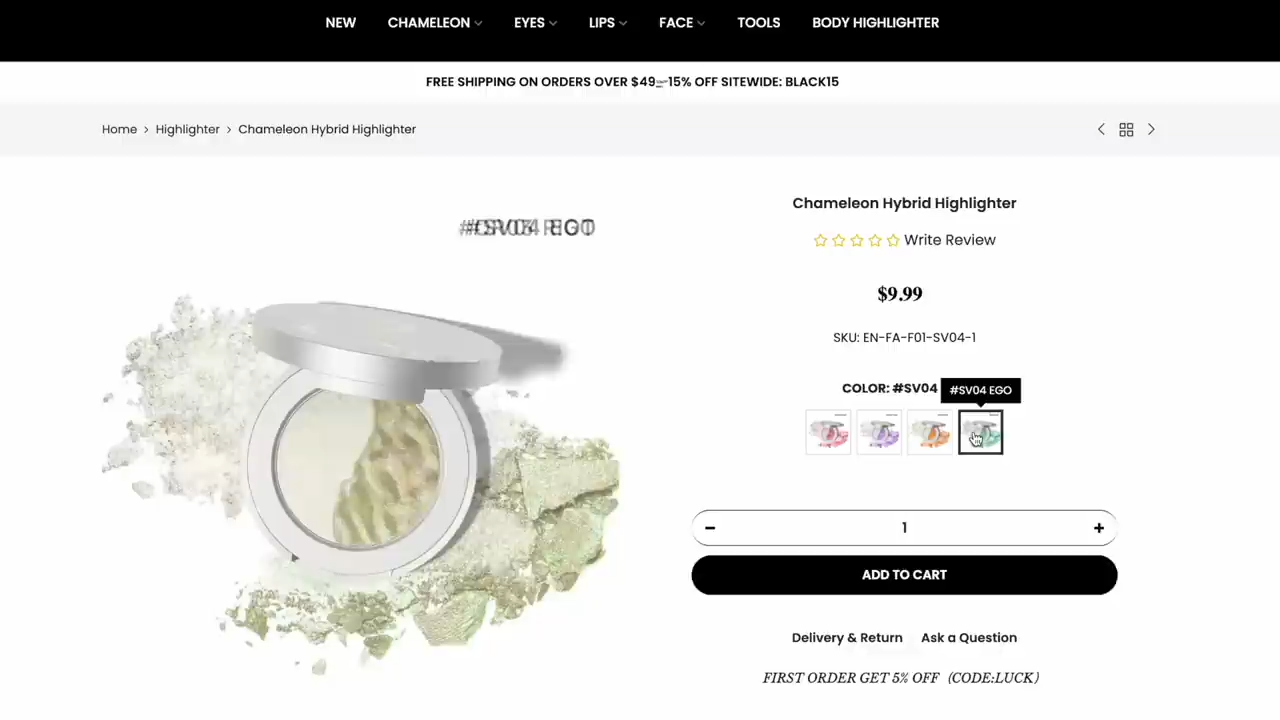 NEW CHAMELEON EYES LIPS FACE TOOLS BODY HIGHLIGHTER
FREE SHIPPING ON ORDERS OVER $49 15% OFF SITEWIDE: BLACK15
Home > Highlighter > Chameleon Hybrid Highlighter
Chameleon Hybrid Highlighter
Write Review
$9.99
SKU: EN-FA-F01-SV04-1
COLOR: #SV04
#SV04 EGO
- 1 +
ADD TO CART
Delivery & Return Ask a Question
FIRST ORDER GET 5% OFF (CODE:LUCK)